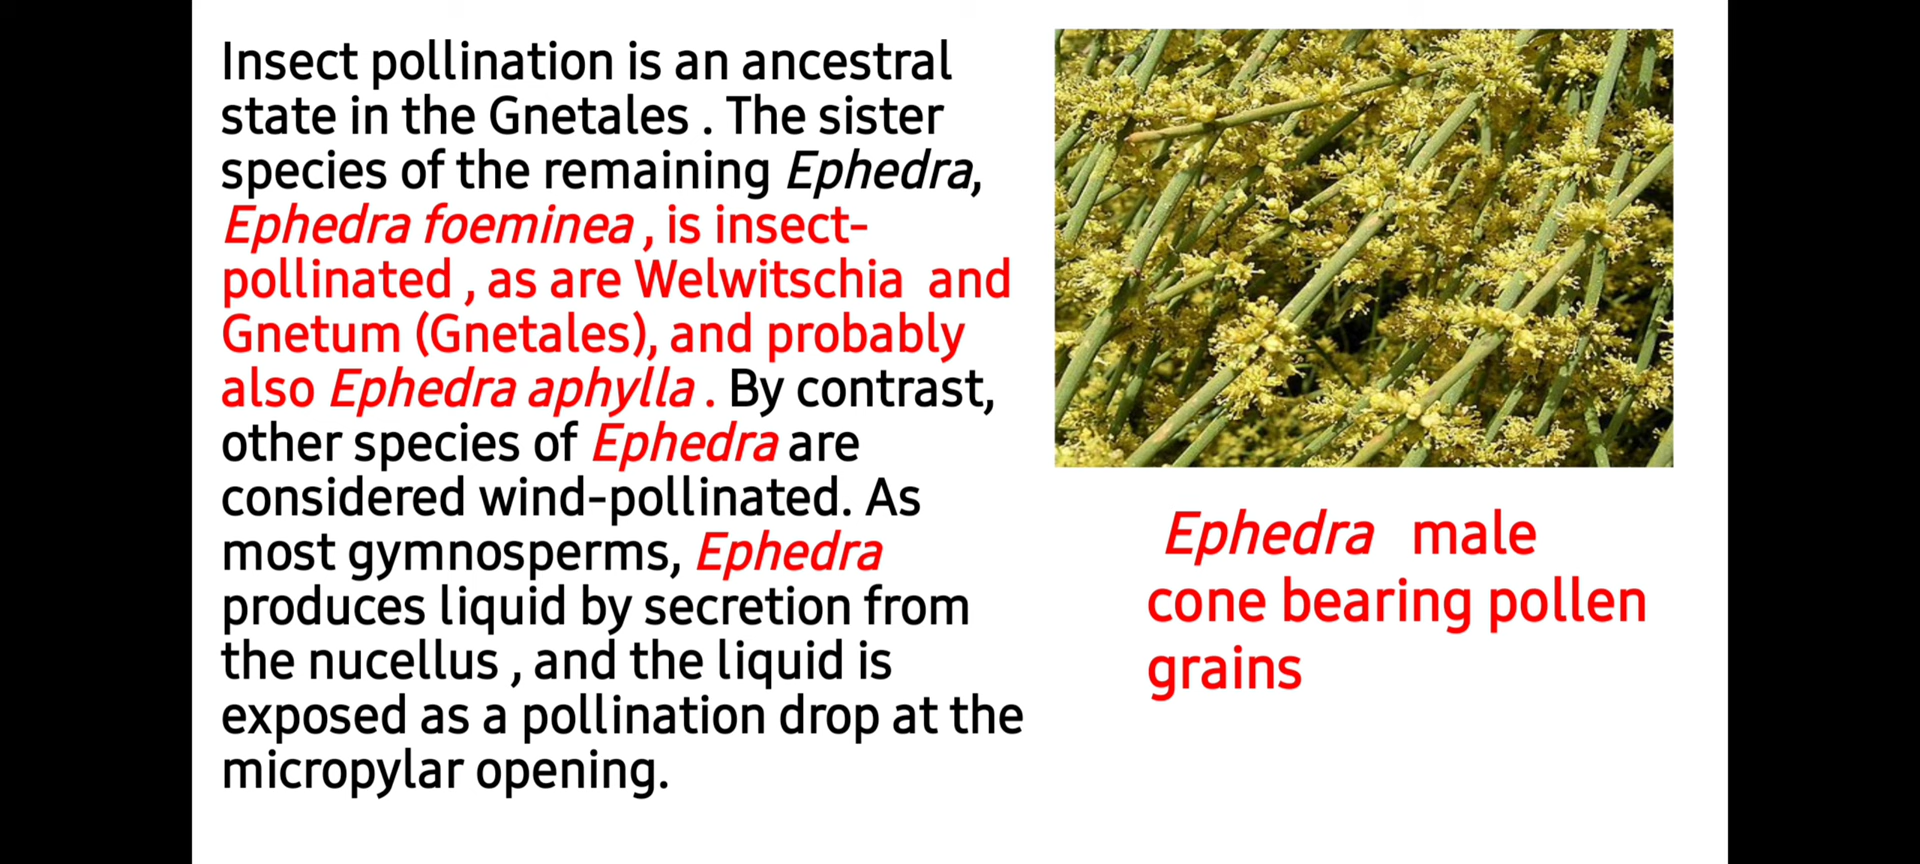 Insect pollination is an ancestral
state in the Gnetales . The sister
species of the remaining Ephedra,
Ephedra foeminea , is insect-
pollinated , as are Welwitschia and
Gnetum (Gnetales), and probably
also Ephedra aphylla . By contrast,
other species of Ephedra are
considered wind-pollinated. As
most gymnosperms, Ephedra
produces liquid by secretion from
the nucellus , and the liquid is
exposed as a pollination drop at the
micropylar opening.
Ephedra male
cone bearing pollen
grains